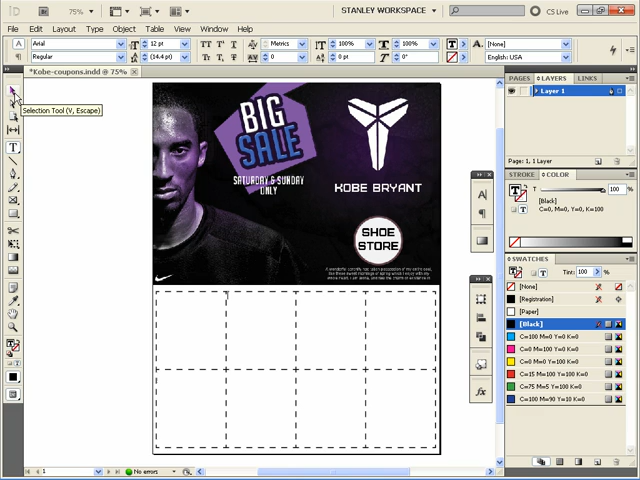 75%
STANLEY WORKSPACE
CS Live
File Edit Layout Type Object Table View Window Help
Arial
12 pt
Metrics
100%
100%
[None]
Regular
(14.4 pt)
0
0 pt
0°
English: USA
*Kobe-coupons.indd @ 75%
Selection Tool (V, Escape)
BIG
SALE
SATURDAY & SUNDAY
ONLY
KOBE BRYANT
SHOE
STORE
PAGES
LAYERS
LINKS
Layer 1
Page: 1, 1 Layer
STROKE
COLOR
T
100
%
[Black]
C=0, M=0, Y=0, K=100
SWATCHES
Tint: 100 %
[None]
[Registration]
[Paper]
[Black]
C=100 M=0 Y=0 K=0
C=0 M=100 Y=0 K=0
C=0 M=0 Y=100 K=0
C=15 M=100 Y=100 K=0
C=75 M=5 Y=100 K=0
C=100 M=90 Y=10 K=0
1
No errors